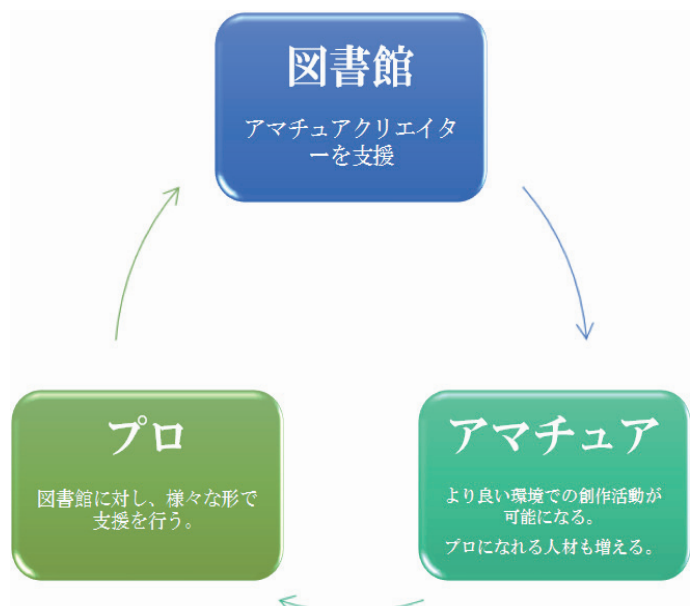 図書館
アマチュアクリエイタ
ーを支援
プロ
図書館に対し、様々な形で
支援を行う。
アマチュア
より良い環境での創作活動が
可能になる。
プロになれる人材も増える。